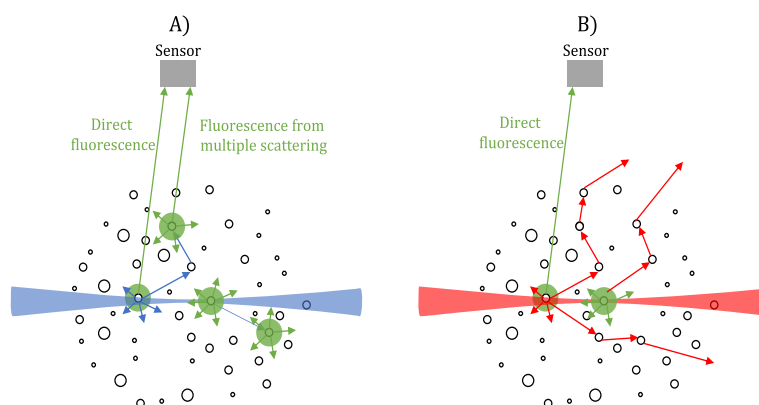 A)
Sensor
Direct
fluorescence
Fluorescence from
multiple scattering
B)
Sensor
Direct
fluorescence